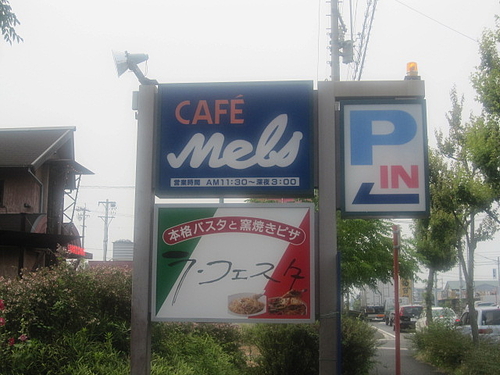 CAFÉ
Mels
営業時間 AM11:30~深夜3:00
P
IN
本格パスタと窯焼きピザ
ラ・フェスタ